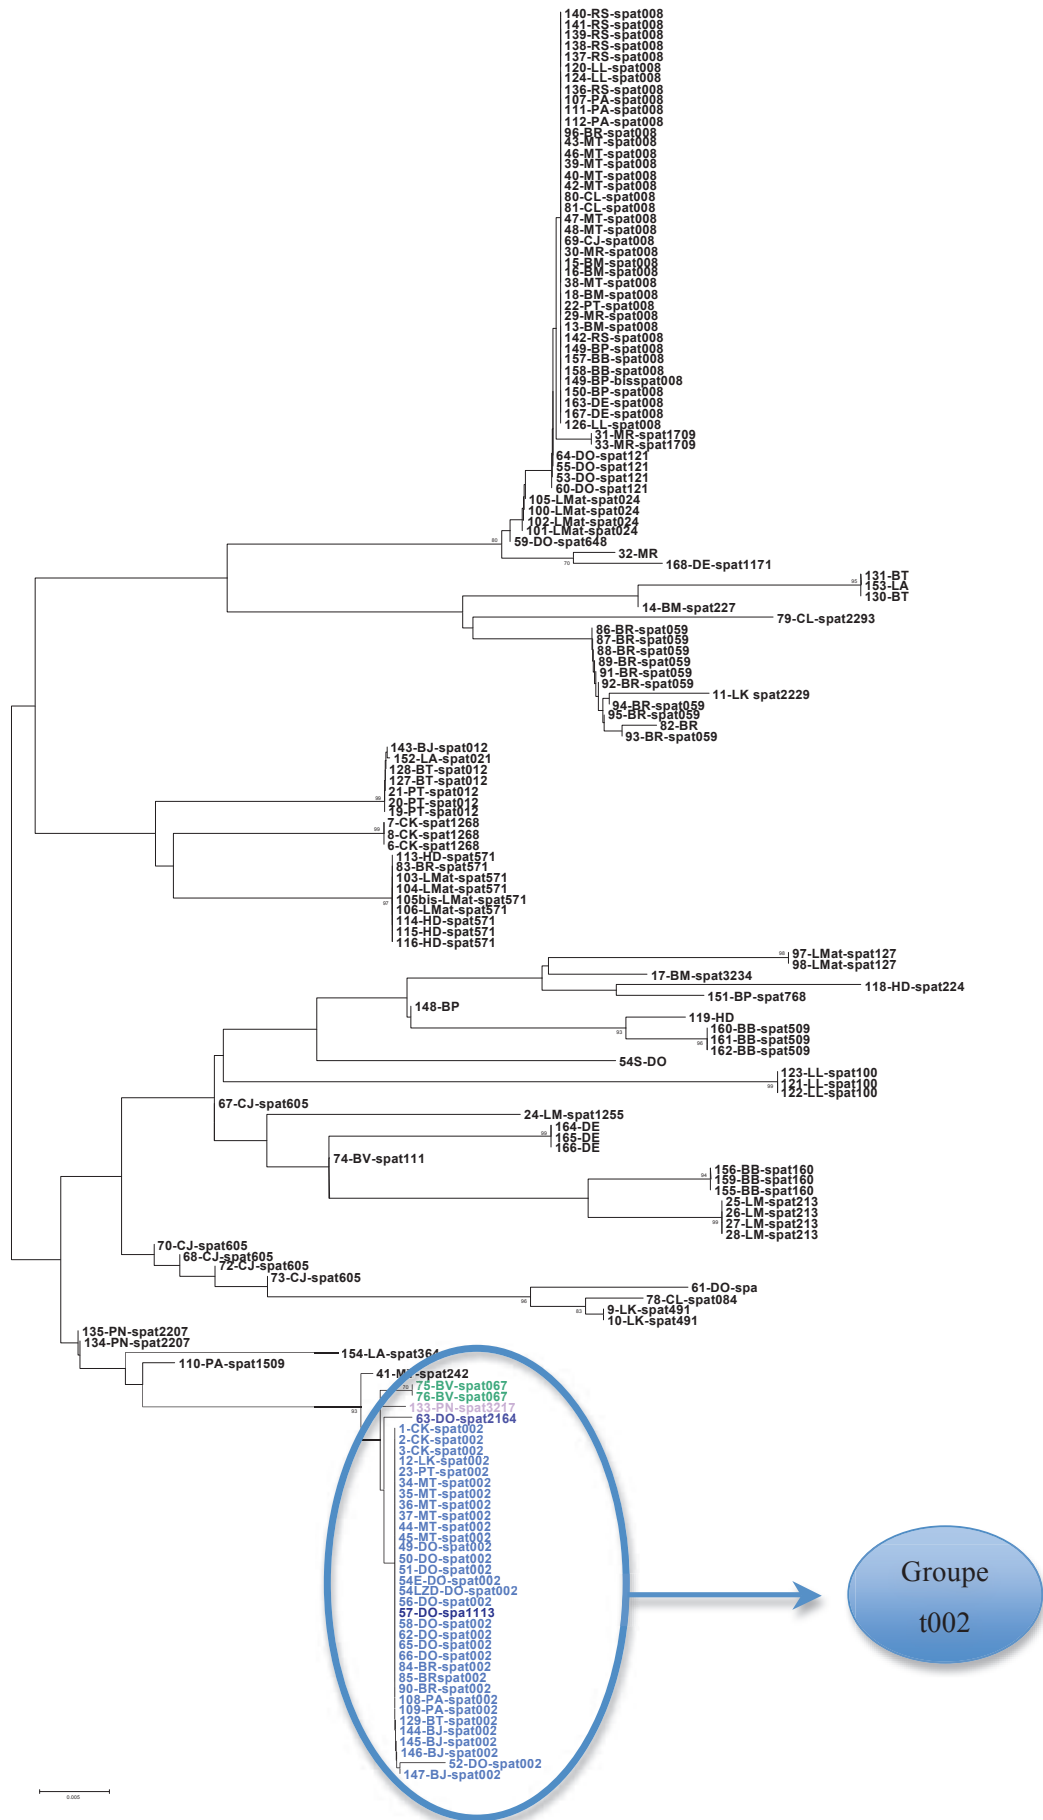 140-RS-spat008
141-RS-spat008
139-RS-spat008
138-RS-spat008
137-RS-spat008
120-LL-spat008
124-LL-spat008
136-RS-spat008
107-PA-spat008
111-PA-spat008
112-PA-spat008
96-BR-spat008
43-MT-spat008
46-MT-spat008
39-MT-spat008
40-MT-spat008
42-MT-spat008
80-CL-spat008
81-CL-spat008
47-MT-spat008
48-MT-spat008
69-CJ-spat008
30-MR-spat008
15-BM-spat008
16-BM-spat008
38-MT-spat008
18-BM-spat008
22-PT-spat008
29-MR-spat008
13-BM-spat008
142-RS-spat008
149-BP-spat008
157-BB-spat008
158-BB-spat008
149-BP-bisspat008
150-BP-spat008
163-DE-spat008
167-DE-spat008
126-LL-spat008
31-MR-spat1709
33-MR-spat1709
64-DO-spat121
55-DO-spat121
53-DO-spat121
60-DO-spat121
105-LMat-spat024
100-LMat-spat024
102-LMat-spat024
101-LMat-spat024
80
59-DO-spat648
32-MR
70
168-DE-spat1171
131-BT
95
153-LA
130-BT
14-BM-spat227
79-CL-spat2293
86-BR-spat059
87-BR-spat059
88-BR-spat059
89-BR-spat059
91-BR-spat059
92-BR-spat059
11-LK spat2229
94-BR-spat059
95-BR-spat059
82-BR
93-BR-spat059
143-BJ-spat012
152-LA-spat021
128-BT-spat012
127-BT-spat012
21-PT-spat012
99
20-PT-spat012
19-PT-spat012
7-CK-spat1268
99
8-CK-spat1268
6-CK-spat1268
113-HD-spat571
83-BR-spat571
103-LMat-spat571
104-LMat-spat571
105bis-LMat-spat571
97
106-LMat-spat571
114-HD-spat571
115-HD-spat571
116-HD-spat571
98
97-LMat-spat127
98-LMat-spat127
17-BM-spat3234
118-HD-spat224
151-BP-spat768
148-BP
119-HD
93
160-BB-spat509
161-BB-spat509
96
162-BB-spat509
54S-DO
123-LL-spat100
121-LL-spat100
99
122-LL-spat100
67-CJ-spat605
24-LM-spat1255
164-DE
99
165-DE
166-DE
74-BV-spat111
156-BB-spat160
94
159-BB-spat160
155-BB-spat160
25-LM-spat213
26-LM-spat213
99
27-LM-spat213
28-LM-spat213
70-CJ-spat605
68-CJ-spat605
72-CJ-spat605
73-CJ-spat605
61-DO-spa
96
78-CL-spat084
83
9-LK-spat491
10-LK-spat491
135-PN-spat2207
134-PN-spat2207
154-LA-spat364
110-PA-spat1509
41-MT-spat242
75-BV-spat067
76-BV-spat067
93
133-PN-spat3217
63-DO-spat2164
1-CK-spat002
2-CK-spat002
3-CK-spat002
12-LK-spat002
23-PT-spat002
34-MT-spat002
35-MT-spat002
36-MT-spat002
37-MT-spat002
44-MT-spat002
45-MT-spat002
49-DO-spat002
50-DO-spat002
51-DO-spat002
54E-DO-spat002
54LZD-DO-spat002
56-DO-spat002
57-DO-spa1113
58-DO-spat002
62-DO-spat002
65-DO-spat002
66-DO-spat002
84-BR-spat002
85-BRspat002
90-BR-spat002
108-PA-spat002
109-PA-spat002
129-BT-spat002
144-BJ-spat002
145-BJ-spat002
146-BJ-spat002
52-DO-spat002
147-BJ-spat002
Groupe
t002
0.005